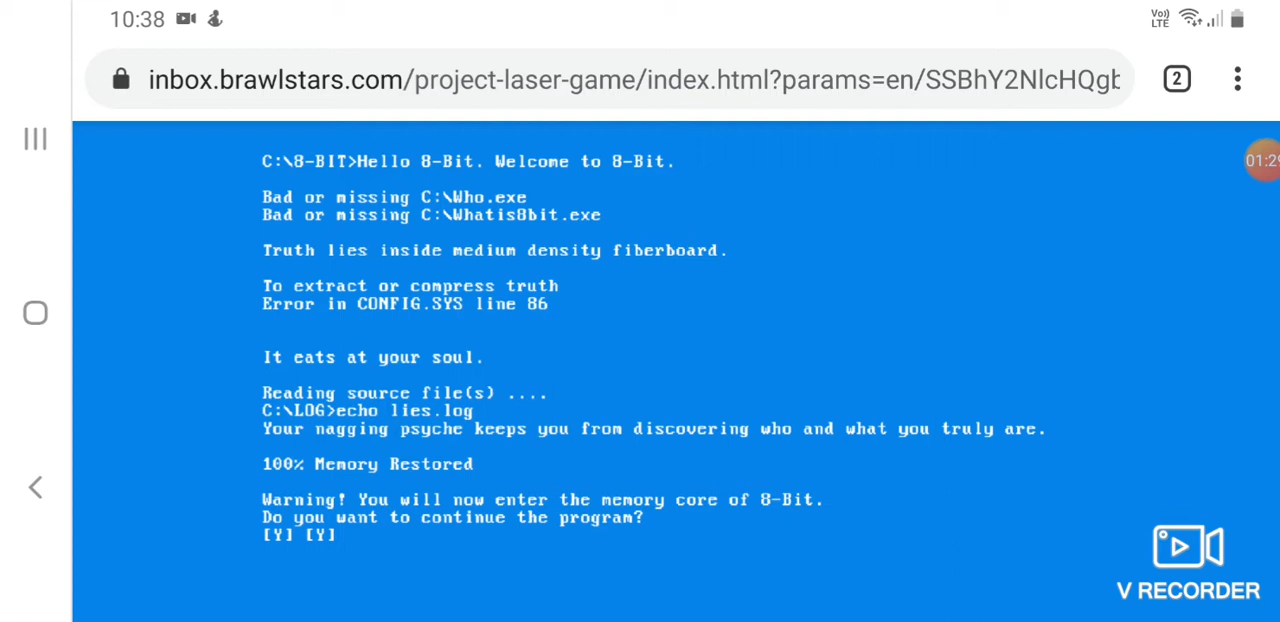 10:38
Vo)) LTE
inbox.brawlstars.com/project-laser-game/index.html?params=en/SSBhY2NlcHQgb
2
C:\8-BIT>Hello 8-Bit. Welcome to 8-Bit.
01:29
Bad or missing C:\Who.exe
Bad or missing C:\Whatis8bit.exe
Truth lies inside medium density fiberboard.
To extract or compress truth
Error in CONFIG.SYS line 86
It eats at your soul.
Reading source file(s) ....
C:\LOG>echo lies.log
Your nagging psyche keeps you from discovering who and what you truly are.
100% Memory Restored
Warning! You will now enter the memory core of 8-Bit.
Do you want to continue the program?
[Y] [Y]
V RECORDER